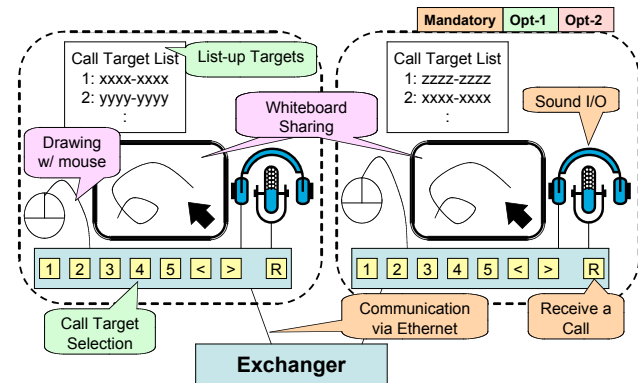 Mandatory Opt-1 Opt-2
Call Target List
1: xxxx-xxxx
2: yyyy-yyyy
:
List-up Targets
Call Target List
1: zzzz-zzzz
2: xxxx-xxxx
:
Sound I/O
Whiteboard
Sharing
Drawing
w/ mouse
1 2 3 4 5 < > R
1 2 3 4 5 < > R
Call Target
Selection
Communication
via Ethernet
Receive a
Call
Exchanger